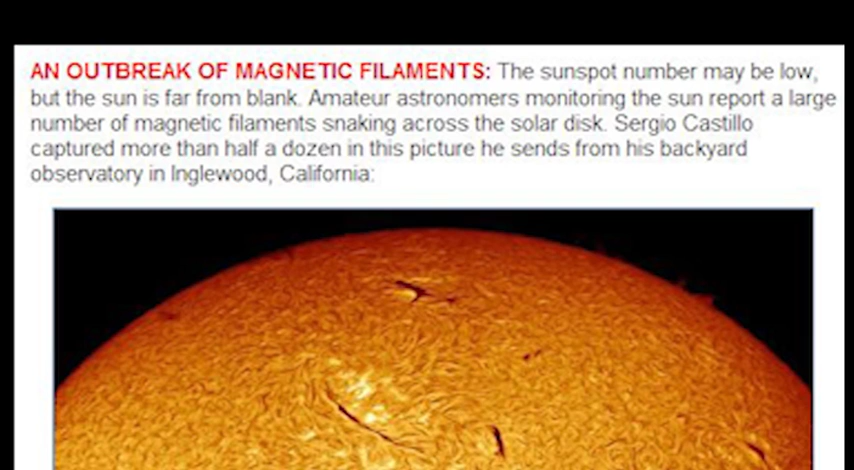 AN OUTBREAK OF MAGNETIC FILAMENTS: The sunspot number may be low,
but the sun is far from blank. Amateur astronomers monitoring the sun report a large
number of magnetic filaments snaking across the solar disk. Sergio Castillo
captured more than half a dozen in this picture he sends from his backyard
observatory in Inglewood, California: